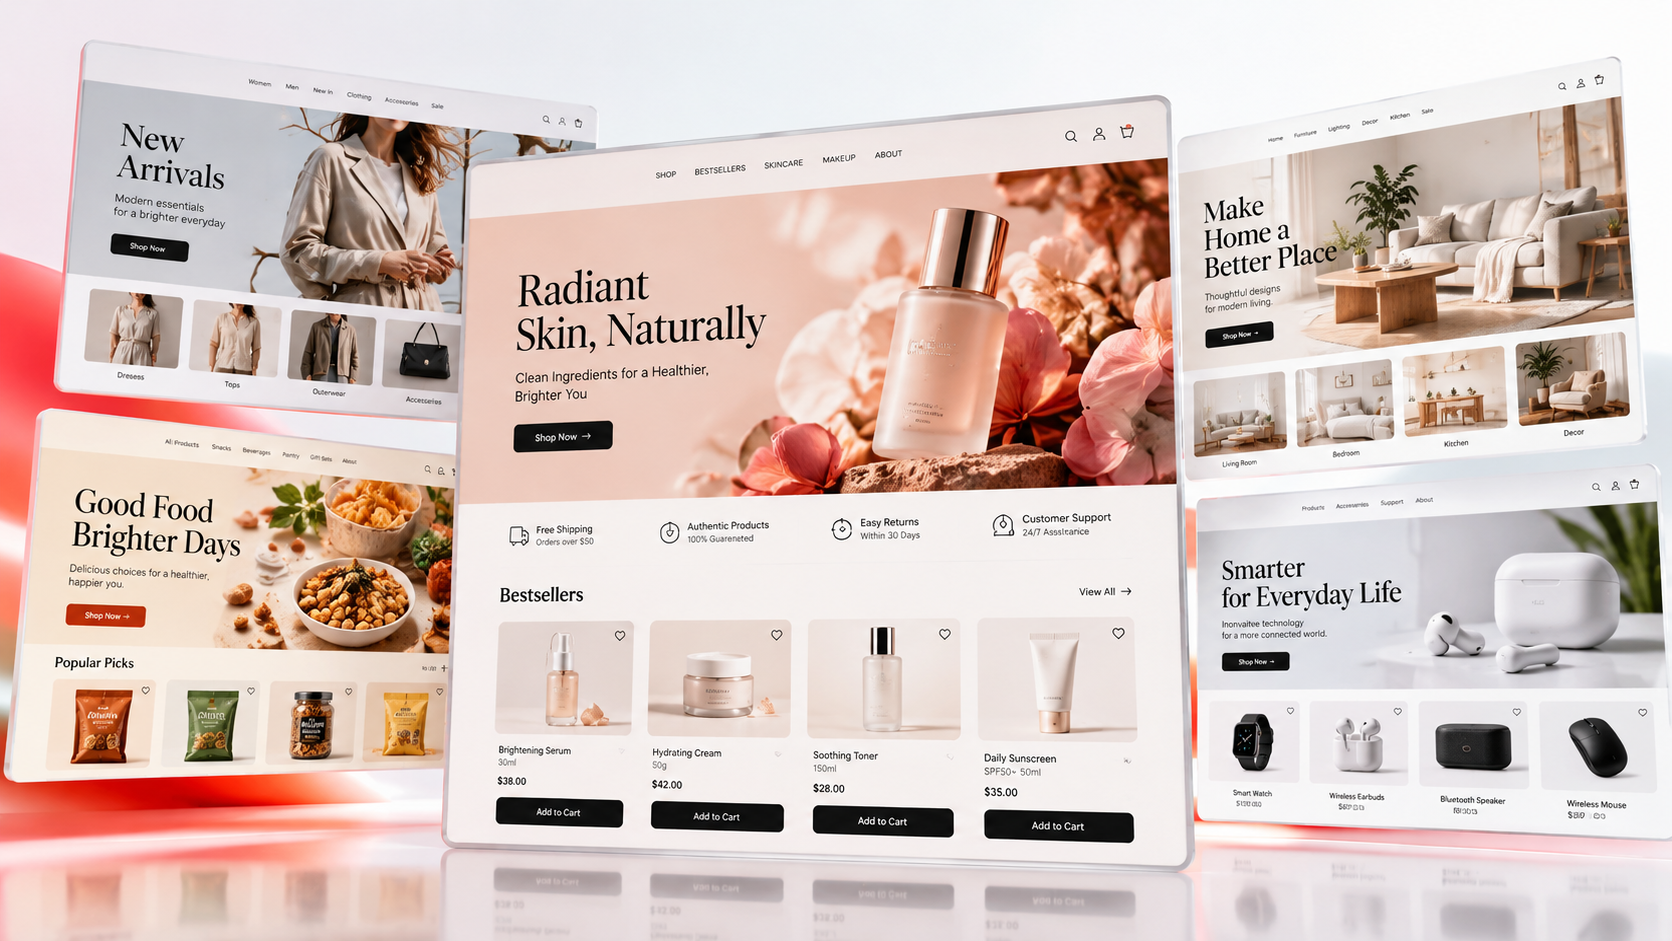 Women Men New in Clothing Accessories Sale
New
Arrivals
Modern essentials
for a brighter everyday
Shop Now
Dresess
Tops
Outerwear
Accessories
All Products Snacks Beverages Pantry Gift Sets About
Good Food
Brighter Days
Delicious choices for a healthier,
happier you.
Shop Now →
Popular Picks
SHOP BESTSELLERS SKINCARE MAKEUP ABOUT
Radiant
Skin, Naturally
Clean Ingredients for a Healthier,
Brighter You
Shop Now →
Free Shipping
Orders over $50
Authentic Products
100% Guareneted
Easy Returns
Within 30 Days
Customer Support
24/7
Bestsellers
View All →
Brightening Serum
30ml
$38.00
Add to Cart
Hydrating Cream
50g
$42.00
Add to Cart
Soothing Toner
150ml
$28.00
Add to Cart
Daily Sunscreen
SPF50~ 50ml
$35.00
Add to Cart
Home Furniture Lighting Decor Kitchen Sale
Make
Home a
Better Place
Thoughtful designs
for modern living.
Shop Now →
Living Room
Bedroom
Kitchen
Decor
Products Accessories Support About
Smarter
for Everyday Life
technology
for a more connected world.
Shop Now →
Smart Watch
Wireless Earbuds
Bluetooth Speaker
Wireless Mouse